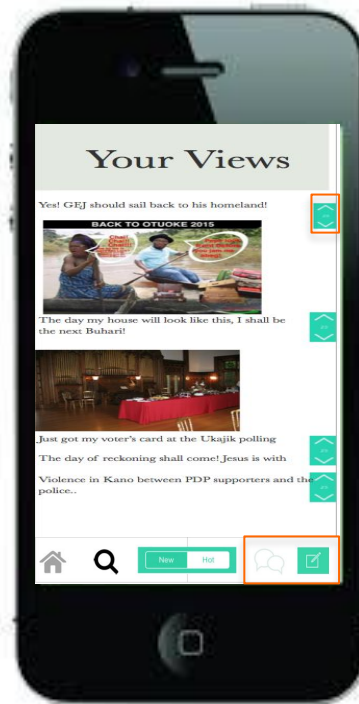 Your Views
Yes! GEJ should sail back to his homeland!
BACK TO OTUOKE 2015
The day my house will look like this, I shall be
the next Buhari!
Just got my voter's card at the Ukajik polling
The day of reckoning shall come! Jesus is with
Violence in Kano between PDP supporters and the
police..
New Hot